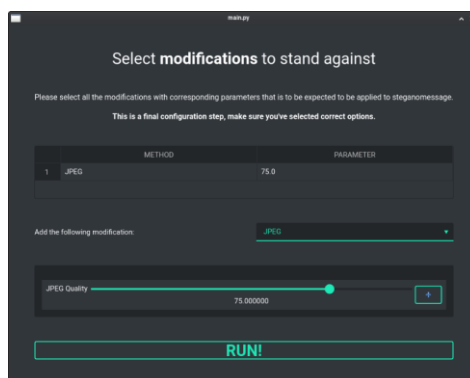 main.py
Select modifications to stand against
Please select all the modifications with corresponding parameters that is to be expected to be applied to steganomessage.
This is a final configuration step, make sure you've selected correct options.
METHOD PARAMETER
1 JPEG 75.0
Add the following modification: JPEG
JPEG Quality +
75.000000
RUN!